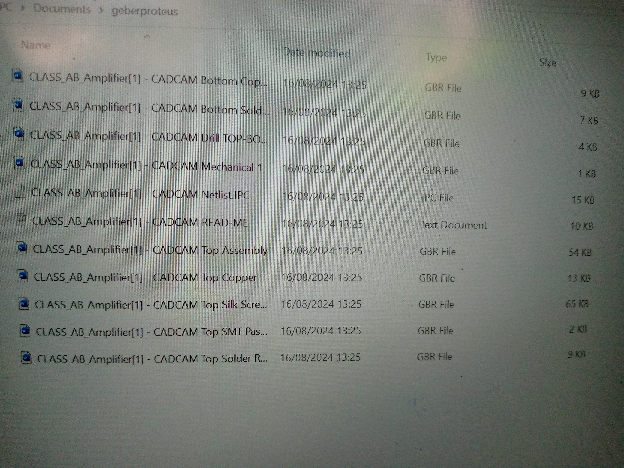 PC > Documents > geberproteus
Name Date modified Type Size
CLASS_AB_Amplifier[1] - CADCAM Bottom Cop... 16/08/2024 13:25 GBR File 9 KB
CLASS_AB_Amplifier[1] - CADCAM Bottom Sold... 16/08/2024 13:25 GBR File 7 KB
CLASS_AB_Amplifier[1] - CADCAM Drill TOP-BO... 16/08/2024 13:25 GBR File 4 KB
CLASS_AB_Amplifier[1] - CADCAM Mechanical 1 16/08/2024 13:25 GBR File 1 KB
CLASS_AB_Amplifier[1] - CADCAM Netlist.IPC 16/08/2024 13:25 IPC File 15 KB
CLASS_AB_Amplifier[1] - CADCAM READ-ME 16/08/2024 13:25 Text Document 10 KB
CLASS_AB_Amplifier[1] - CADCAM Top Assembly 16/08/2024 13:25 GBR File 54 KB
CLASS_AB_Amplifier[1] - CADCAM Top Copper 16/08/2024 13:25 GBR File 13 KB
CLASS_AB_Amplifier[1] - CADCAM Top Silk Scre... 16/08/2024 13:25 GBR File 65 KB
CLASS_AB_Amplifier[1] - CADCAM Top SMT Pas... 16/08/2024 13:25 GBR File 2 KB
CLASS_AB_Amplifier[1] - CADCAM Top Solder R... 16/08/2024 13:25 GBR File 9 KB